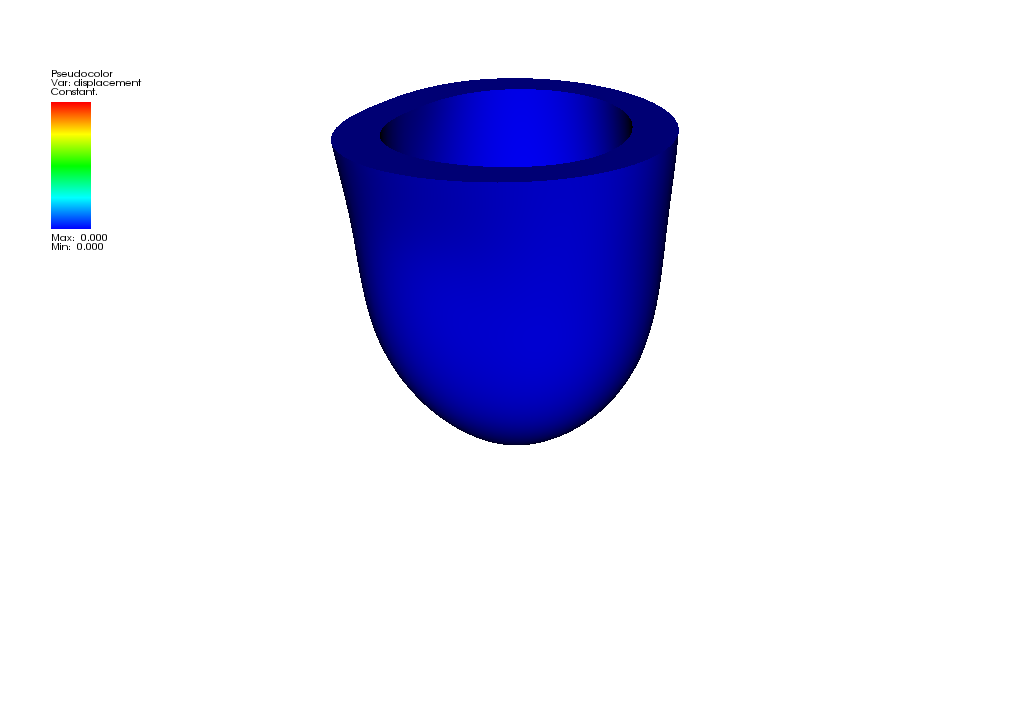 Pseudocolor
Var: displacement
Constant.
Max: 0.000
Min: 0.000